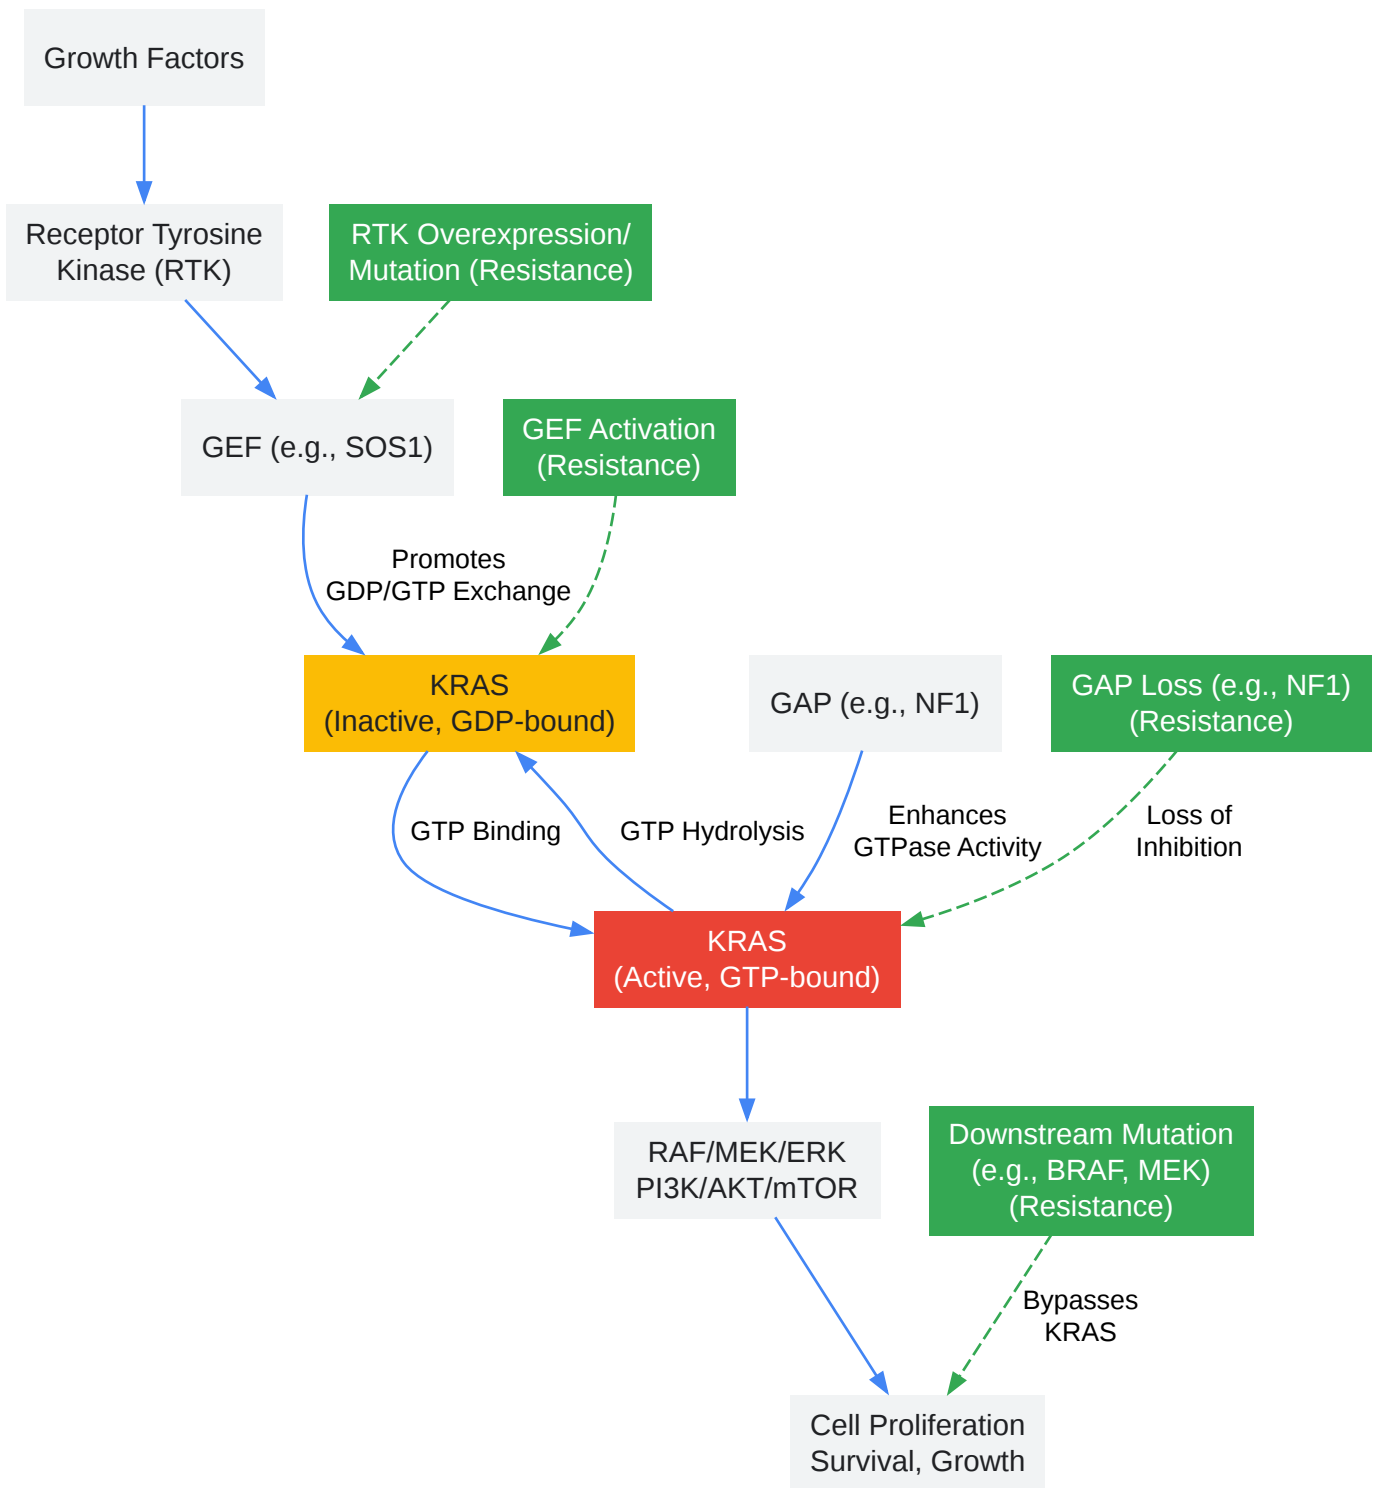 Growth Factors
Receptor Tyrosine
Kinase (RTK)
RTK Overexpression/
Mutation (Resistance)
GEF (e.g., SOS1)
GEF Activation
(Resistance)
Promotes
GDP/GTP Exchange
KRAS
(Inactive, GDP-bound)
GAP (e.g., NF1)
GAP Loss (e.g., NF1)
(Resistance)
GTP Binding
GTP Hydrolysis
Enhances
GTPase Activity
Loss of
Inhibition
KRAS
(Active, GTP-bound)
RAF/MEK/ERK
PI3K/AKT/mTOR
Downstream Mutation
(e.g., BRAF, MEK)
(Resistance)
Bypasses
KRAS
Cell Proliferation
Survival, Growth